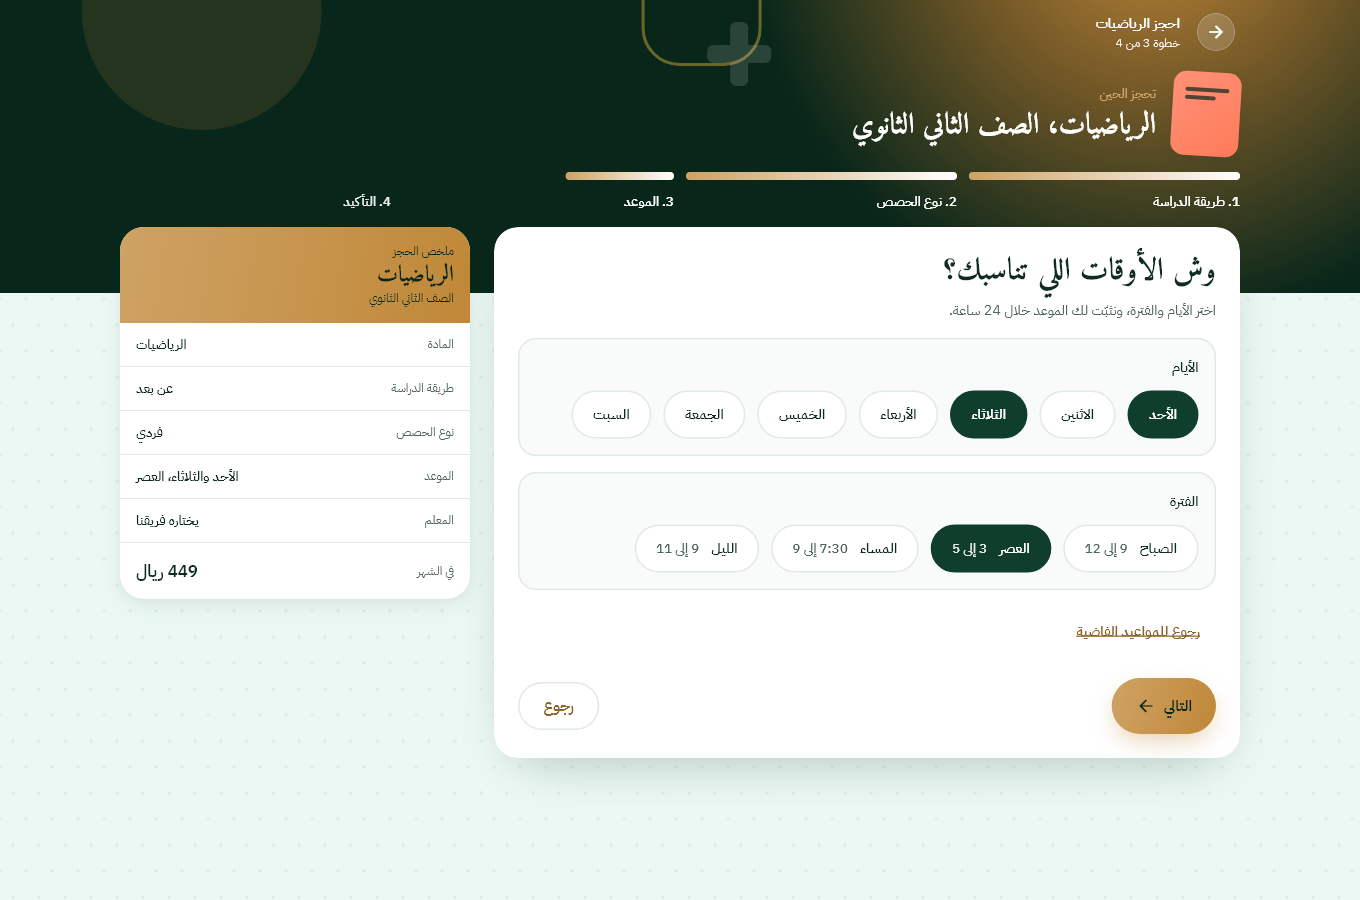 احجز الرياضيات
خطوة 3 من 4
تحجز الحين
الرياضيات، الصف الثاني الثانوي
1. طريقة الدراسة
2. نوع الحصص
3. الموعد
4. التأكيد
وش الأوقات اللي تناسبك؟
اختر الأيام والفترة، ونثبّت لك الموعد خلال 24 ساعة.
الأيام
الأحد الاثنين الثلاثاء الأربعاء الخميس الجمعة السبت
الفترة
الصباح 9 إلى 12 العصر 3 إلى 5 المساء 7:30 إلى 9 الليل 9 إلى 11
رجوع للمواعيد الفاضية
التالي
رجوع
ملخص الحجز
الرياضيات
الصف الثاني الثانوي
المادة الرياضيات
طريقة الدراسة عن بعد
نوع الحصص فردي
الموعد الأحد والثلاثاء، العصر
المعلم يختاره فريقنا
في الشهر 449 ريال